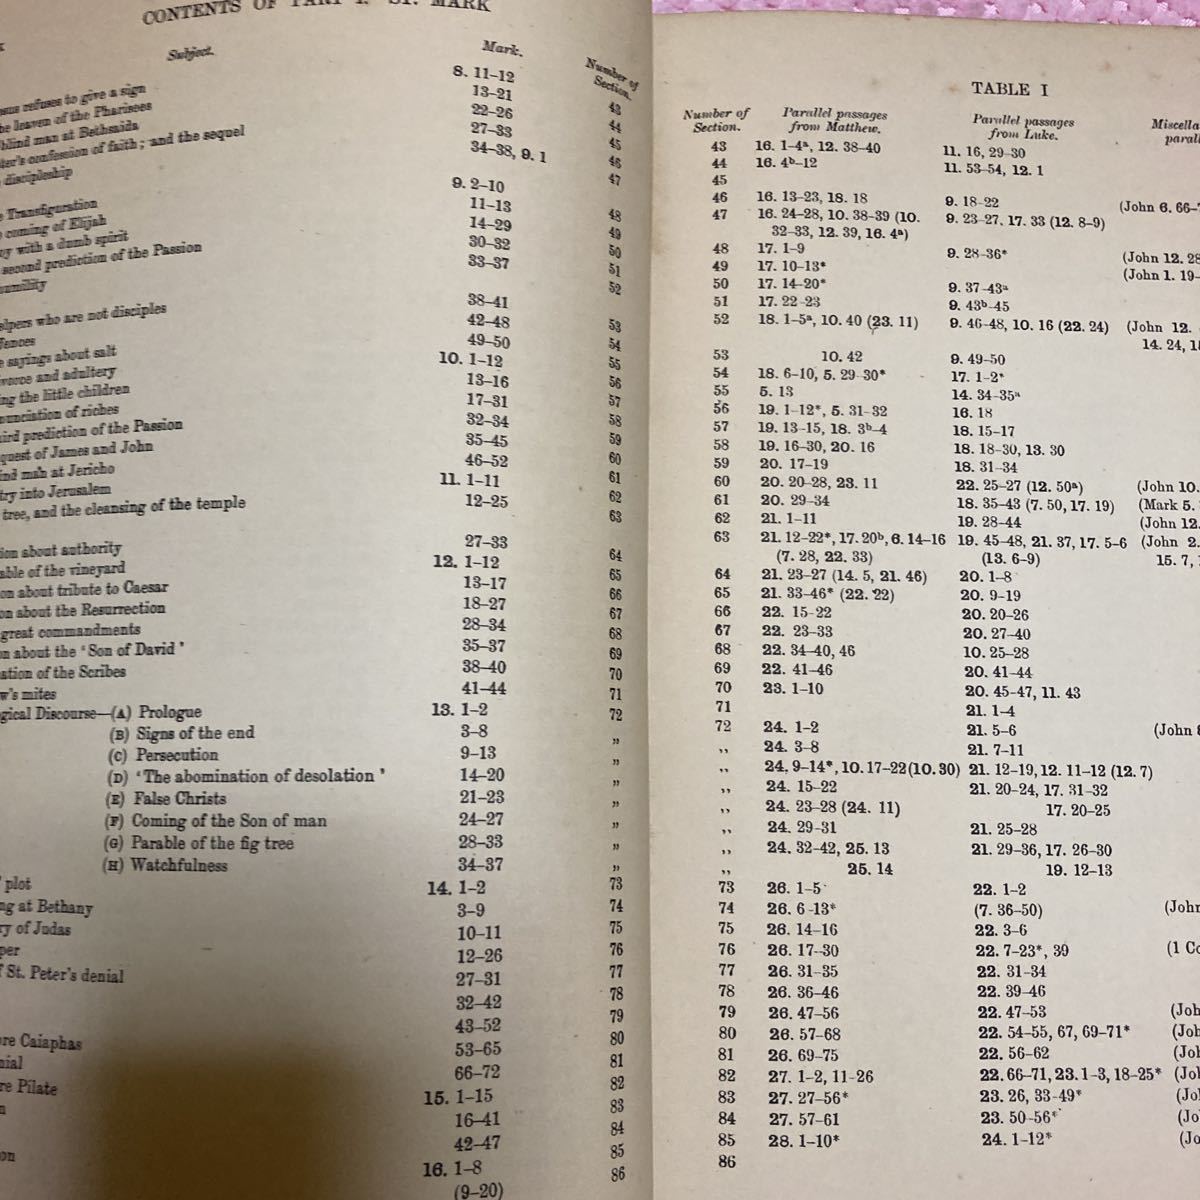 CONTENTS OF PART I. ST. MARK
Subject. Mark. Number of Section.
refuses to give a sign 8. 11–12 43
leaven of the Pharisees 13–21 44
blind man at Bethsaida 22–26 45
confession of faith; and the sequel 27–33 46
discipleship 34–38, 9. 1 47
Transfiguration 9. 2–10 48
coming of Elijah 11–13 49
with a dumb spirit 14–29 50
second prediction of the Passion 30–32 51
33–37 52
who are not disciples 38–41 53
42–48 54
sayings about salt 49–50 55
and adultery 10. 1–12 56
the little children 13–16 57
of riches 17–31 58
prediction of the Passion 32–34 59
of James and John 35–45 60
man at Jericho 46–52 61
into Jerusalem 11. 1–11 62
tree, and the cleansing of the temple 12–25 63
about authority 27–33 64
of the vineyard 12. 1–12 65
about tribute to Caesar 13–17 66
about the Resurrection 18–27 67
great commandments 28–34 68
about the ‘Son of David’ 35–37 69
of the Scribes 38–40 70
mites 41–44 71
Discourse—(A) Prologue 13. 1–2 72
(B) Signs of the end 3–8 „
(C) Persecution 9–13 „
(D) ‘The abomination of desolation’ 14–20 „
(E) False Christs 21–23 „
(F) Coming of the Son of man 24–27 „
(G) Parable of the fig tree 28–33 „
(H) Watchfulness 34–37 „
plot 14. 1–2 73
at Bethany 3–9 74
of Judas 10–11 75
12–26 76
St. Peter's denial 27–31 77
32–42 78
43–52 79
Caiaphas 53–65 80
66–72 81
Pilate 15. 1–15 82
16–41 83
42–47 84
16. 1–8 85
(9–20) 86
TABLE I
Number of Section. Parallel passages from Matthew. Parallel passages from Luke.
43 16. 1–4ᵃ, 12. 38–40 11. 16, 29–30
44 16. 4ᵇ–12 11. 53–54, 12. 1
45
46 16. 13–23, 18. 18 9. 18–22 (John 6. 66–
47 16. 24–28, 10. 38–39 (10. 9. 23–27, 17. 33 (12. 8–9)
32–33, 12. 39, 16. 4ᵃ)
48 17. 1–9 9. 28–36* (John 12. 28
49 17. 10–13* (John 1. 19–
50 17. 14–20* 9. 37–43ᵃ
51 17. 22–23 9. 43ᵇ–45
52 18. 1–5ᵃ, 10. 40 (23. 11) 9. 46–48, 10. 16 (22. 24) (John 12.
14. 24,
53 10. 42 9. 49–50
54 18. 6–10, 5. 29–30* 17. 1–2*
55 5. 13 14. 34–35ᵃ
56 19. 1–12*, 5. 31–32 16. 18
57 19. 13–15, 18. 3ᵇ–4 18. 15–17
58 19. 16–30, 20. 16 18. 18–30, 13. 30
59 20. 17–19 18. 31–34
60 20. 20–28, 23. 11 22. 25–27 (12. 50ᵃ) (John 10.
61 20. 29–34 18. 35–43 (7. 50, 17. 19) (Mark 5.
62 21. 1–11 19. 28–44 (John 12.
63 21. 12–22*, 17. 20ᵇ, 6. 14–16 19. 45–48, 21. 37, 17. 5–6 (John 2.
(7. 28, 22. 33) (13. 6–9) 15. 7,
64 21. 23–27 (14. 5, 21. 46) 20. 1–8
65 21. 33–46* (22. 22) 20. 9–19
66 22. 15–22 20. 20–26
67 22. 23–33 20. 27–40
68 22. 34–40, 46 10. 25–28
69 22. 41–46 20. 41–44
70 23. 1–10 20. 45–47, 11. 43
71 21. 1–4
72 24. 1–2 21. 5–6 (John
„ 24. 3–8 21. 7–11
„ 24. 9–14*, 10. 17–22 (10. 30) 21. 12–19, 12. 11–12 (12. 7)
„ 24. 15–22 21. 20–24, 17. 31–32
„ 24. 23–28 (24. 11) 17. 20–25
„ 24. 29–31 21. 25–28
„ 24. 32–42, 25. 13 21. 29–36, 17. 26–30
„ 25. 14 19. 12–13
73 26. 1–5 22. 1–2
74 26. 6–13* (7. 36–50) (John
75 26. 14–16 22. 3–6
76 26. 17–30 22. 7–23*, 39 (1
77 26. 31–35 22. 31–34
78 26. 36–46 22. 39–46
79 26. 47–56 22. 47–53
80 26. 57–68 22. 54–55, 67, 69–71*
81 26. 69–75 22. 56–62
82 27. 1–2, 11–26 22. 66–71, 23. 1–3, 18–25*
83 27. 27–56* 23. 26, 33–49*
84 27. 57–61 23. 50–56*
85 28. 1–10* 24. 1–12*
86